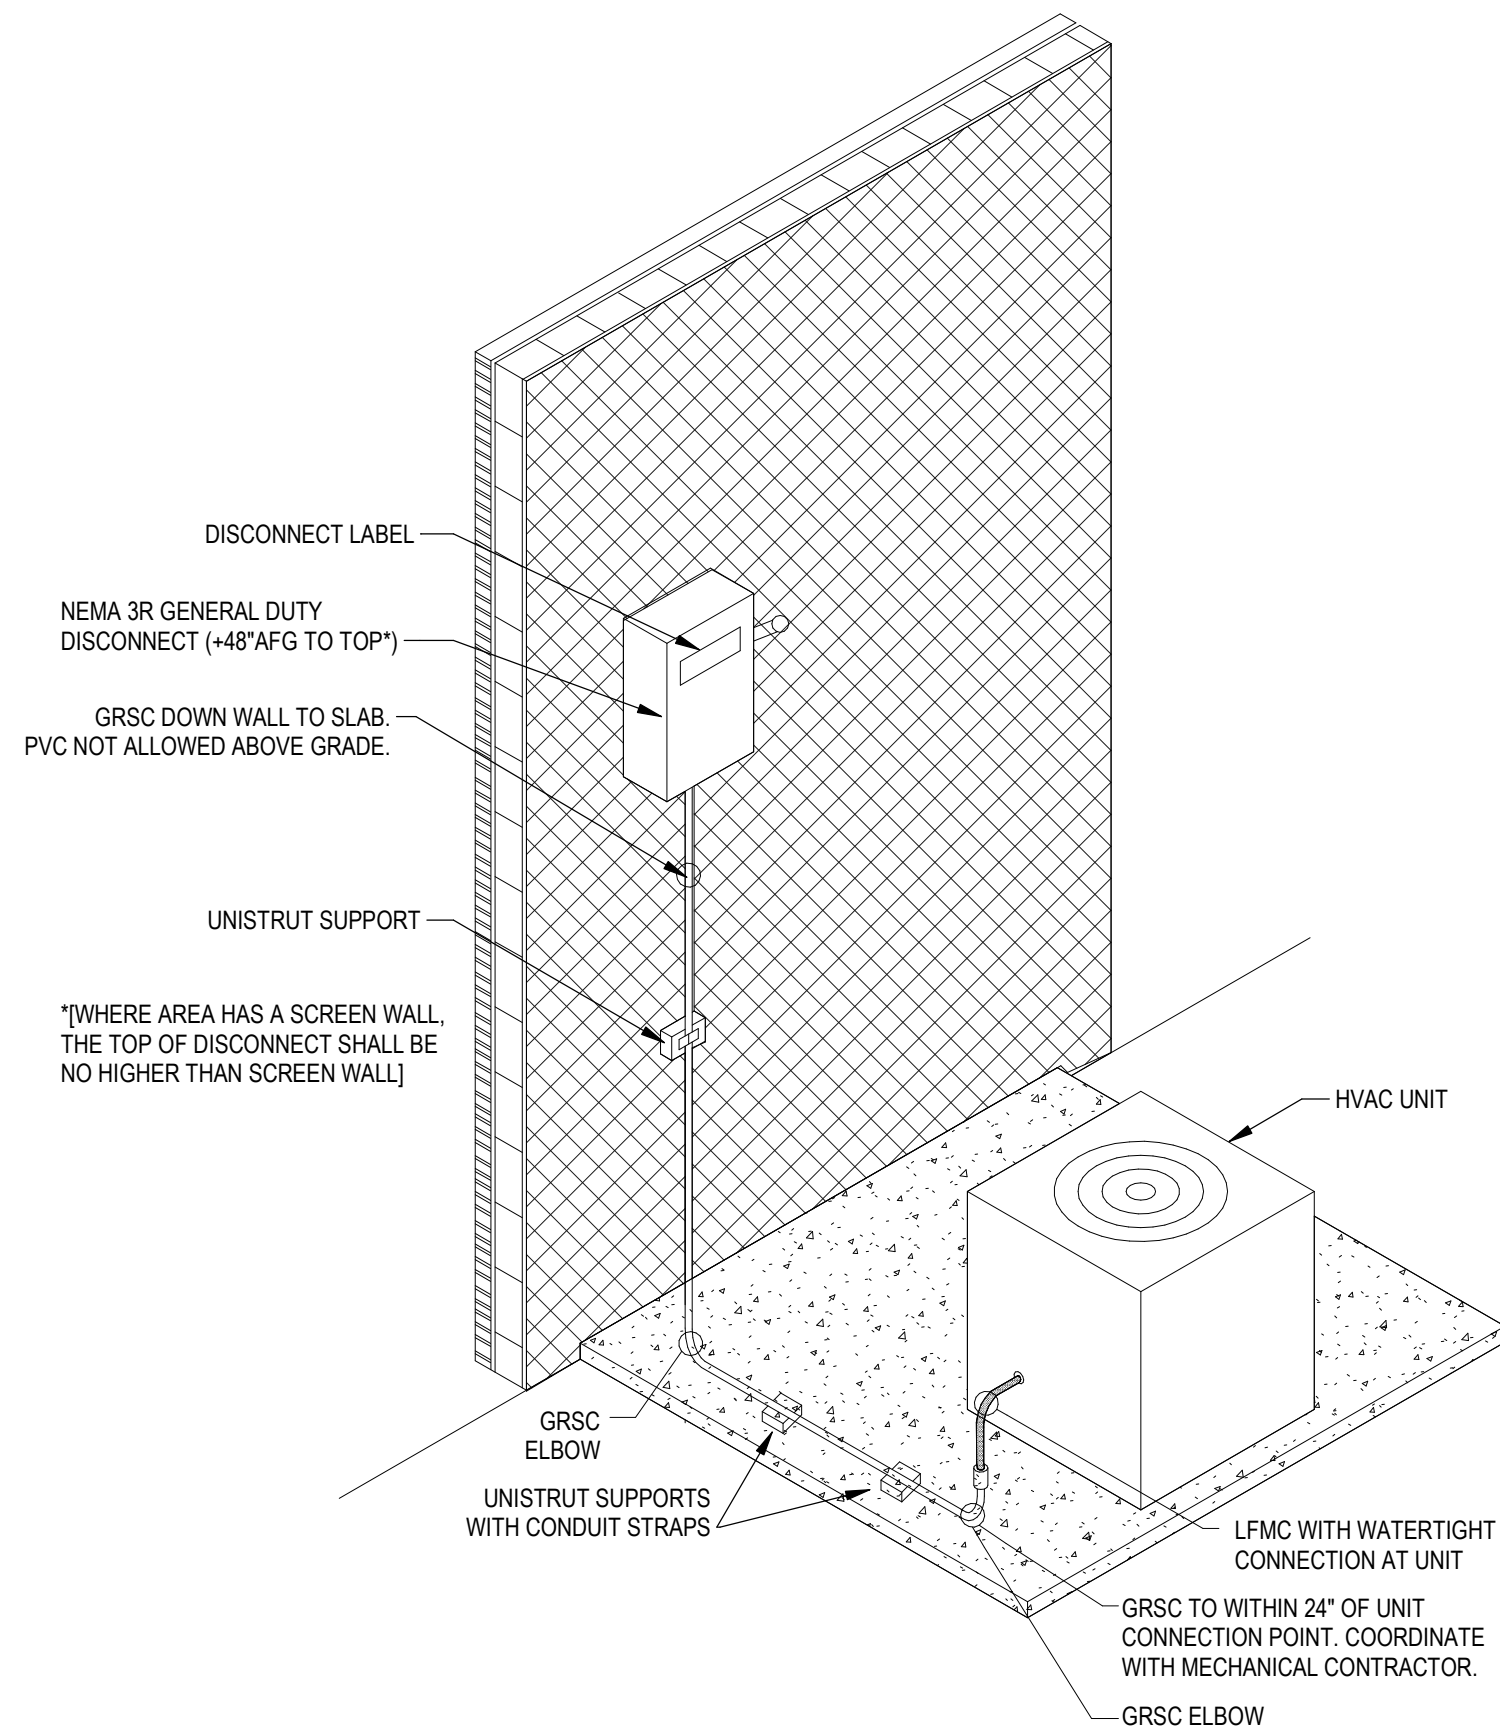 DISCONNECT LABEL
NEMA 3R GENERAL DUTY
DISCONNECT (+48"AFG TO TOP*)
GRSC DOWN WALL TO SLAB.
PVC NOT ALLOWED ABOVE GRADE.
UNISTRUT SUPPORT
*[WHERE AREA HAS A SCREEN WALL,
THE TOP OF DISCONNECT SHALL BE
NO HIGHER THAN SCREEN WALL]
HVAC UNIT
GRSC
ELBOW
UNISTRUT SUPPORTS
WITH CONDUIT STRAPS
LFMC WITH WATERTIGHT
CONNECTION AT UNIT
GRSC TO WITHIN 24" OF UNIT
CONNECTION POINT. COORDINATE
WITH MECHANICAL CONTRACTOR.
GRSC ELBOW